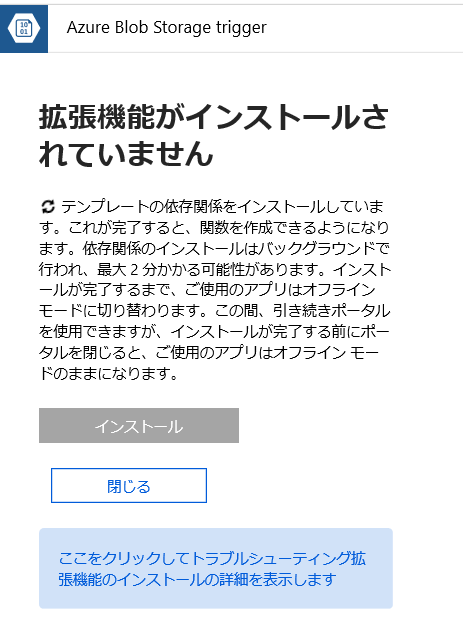 10
01
Azure Blob Storage trigger
拡張機能がインストールさ
れていません
テンプレートの依存関係をインストールしていま
す。これが完了すると、関数を作成できるようになり
ます。依存関係のインストールはバックグラウンドで
行われ、最大 2 分かかる可能性があります。インスト
ールが完了するまで、ご使用のアプリはオフライン
モードに切り替わります。この間、引き続きポータル
を使用できますが、インストールが完了する前にポー
タルを閉じると、ご使用のアプリはオフライン モー
ドのままになります。
インストール
閉じる
ここをクリックしてトラブルシューティング拡
張機能のインストールの詳細を表示します